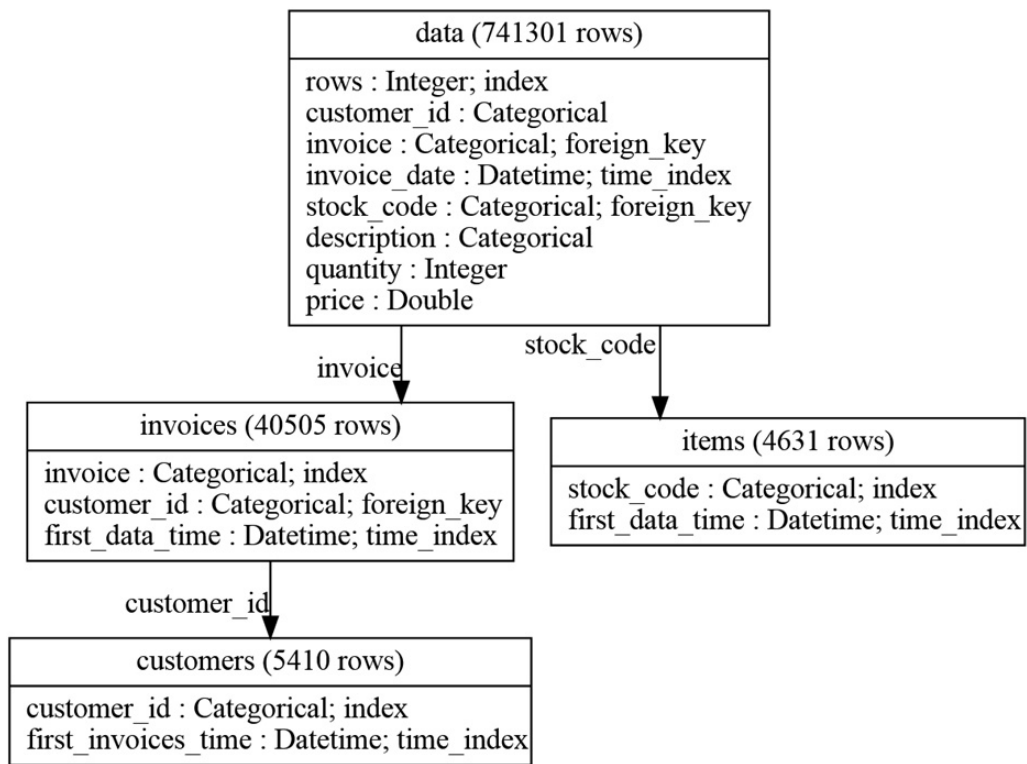 data (741301 rows)
rows : Integer; index
customer_id : Categorical
invoice : Categorical; foreign_key
invoice_date : Datetime; time_index
stock_code : Categorical; foreign_key
description : Categorical
quantity : Integer
price : Double
invoice
stock_code
invoices (40505 rows)
invoice : Categorical; index
customer_id : Categorical; foreign_key
first_data_time : Datetime; time_index
items (4631 rows)
stock_code : Categorical; index
first_data_time : Datetime; time_index
customer_id
customers (5410 rows)
customer_id : Categorical; index
first_invoices_time : Datetime; time_index